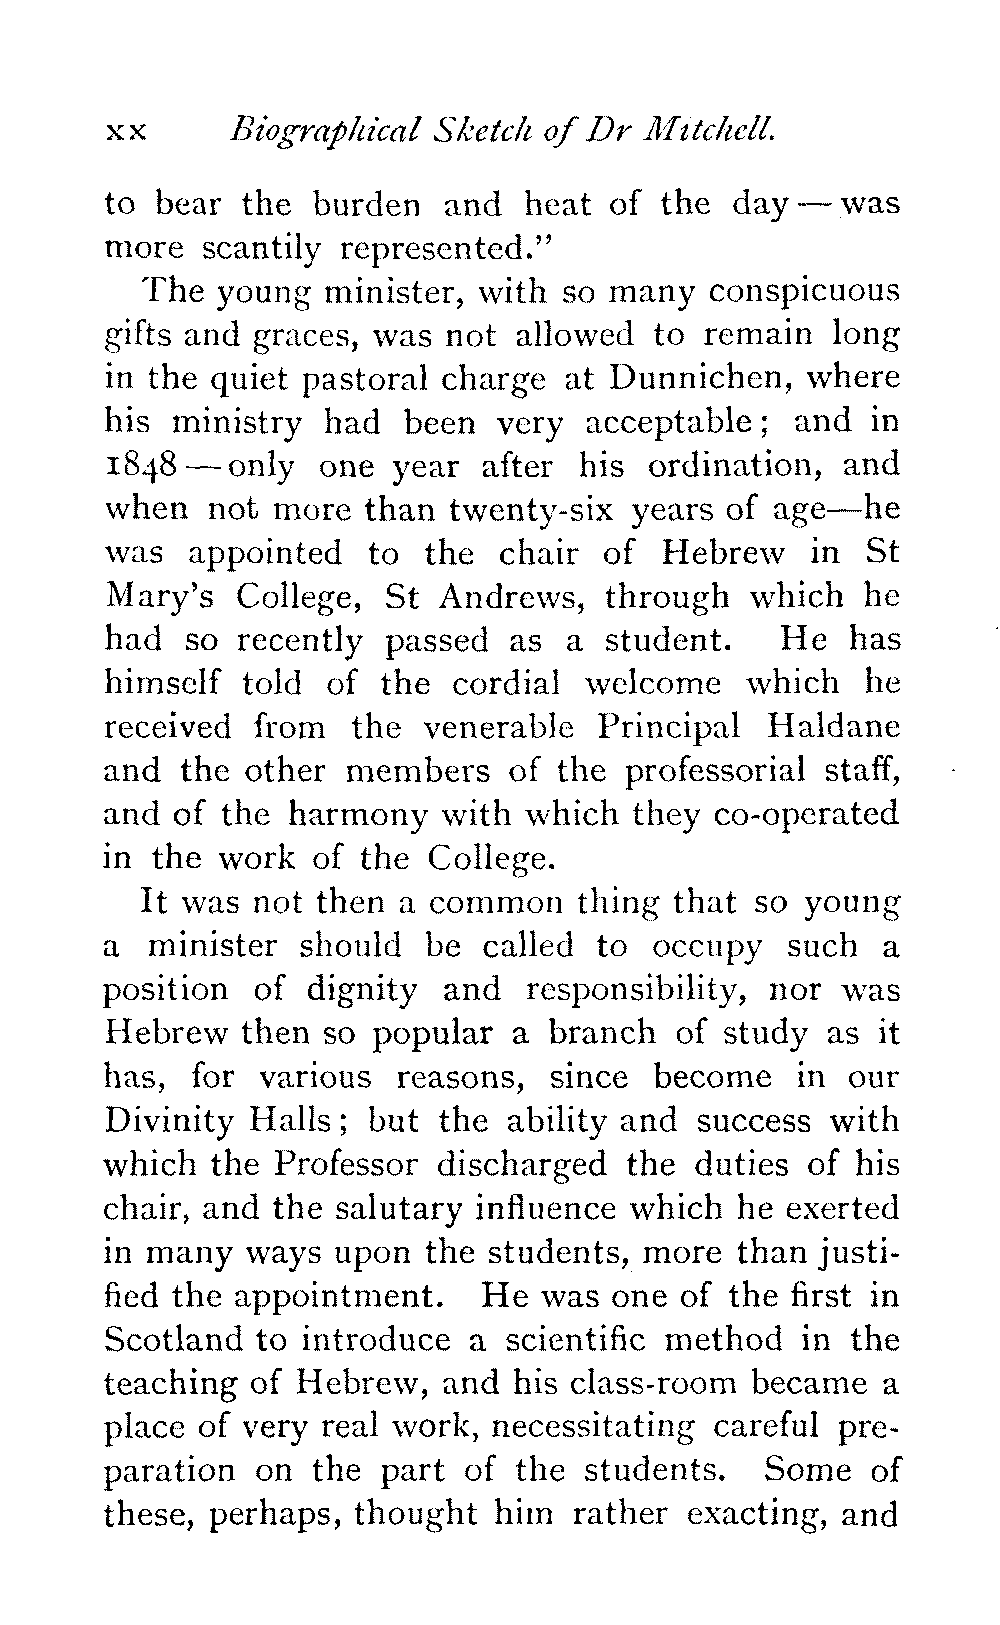 xx Biographical Sketch of Dr Mitchell.
to bear the burden and heat of the day — was
more scantily represented.”
The young minister, with so many conspicuous
gifts and graces, was not allowed to remain long
in the quiet pastoral charge at Dunnichen, where
his ministry had been very acceptable; and in
1848 — only one year after his ordination, and
when not more than twenty-six years of age—he
was appointed to the chair of Hebrew in St
Mary’s College, St Andrews, through which he
had so recently passed as a student. He has
himself told of the cordial welcome which he
received from the venerable Principal Haldane
and the other members of the professorial staff,
and of the harmony with which they co-operated
in the work of the College.
It was not then a common thing that so young
a minister should be called to occupy such a
position of dignity and responsibility, nor was
Hebrew then so popular a branch of study as it
has, for various reasons, since become in our
Divinity Halls; but the ability and success with
which the Professor discharged the duties of his
chair, and the salutary influence which he exerted
in many ways upon the students, more than justi-
fied the appointment. He was one of the first in
Scotland to introduce a scientific method in the
teaching of Hebrew, and his class-room became a
place of very real work, necessitating careful pre-
paration on the part of the students. Some of
these, perhaps, thought him rather exacting, and